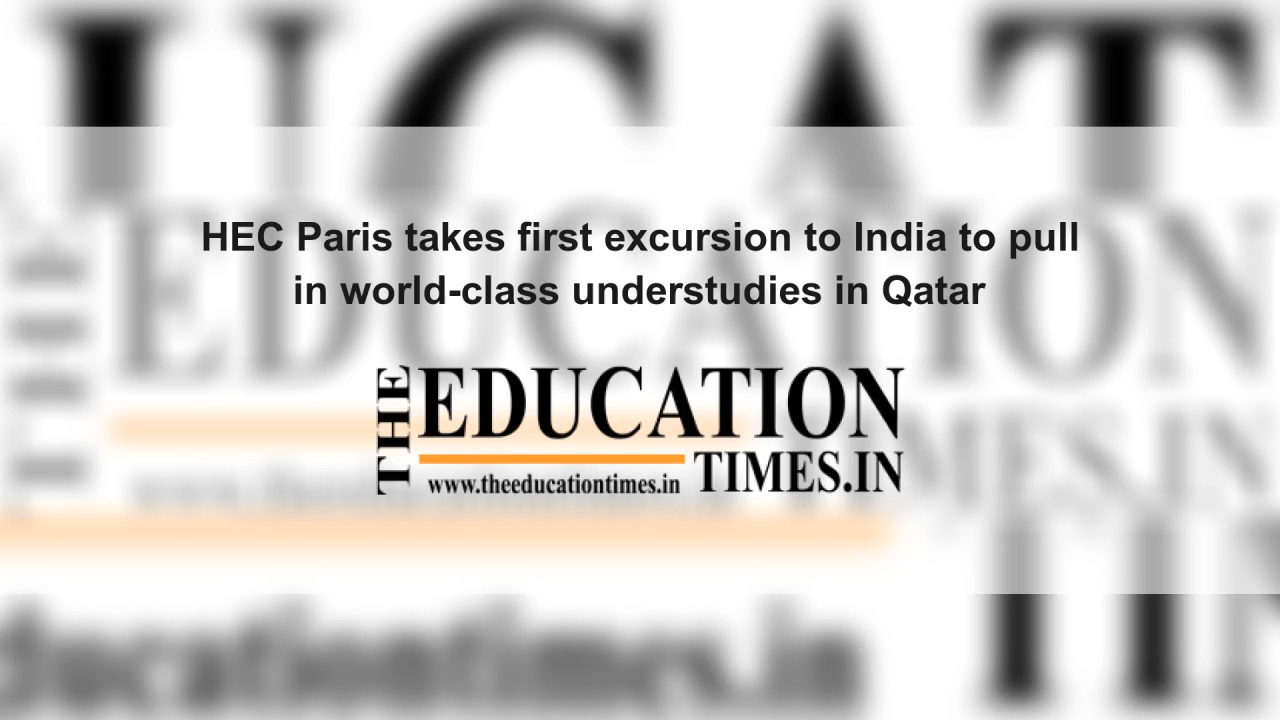 HEC Paris takes first excursion to India to pull
in world-class understudies in Qatar
THE EDUCATION
TIMES.IN
www.theeducationtimes.in